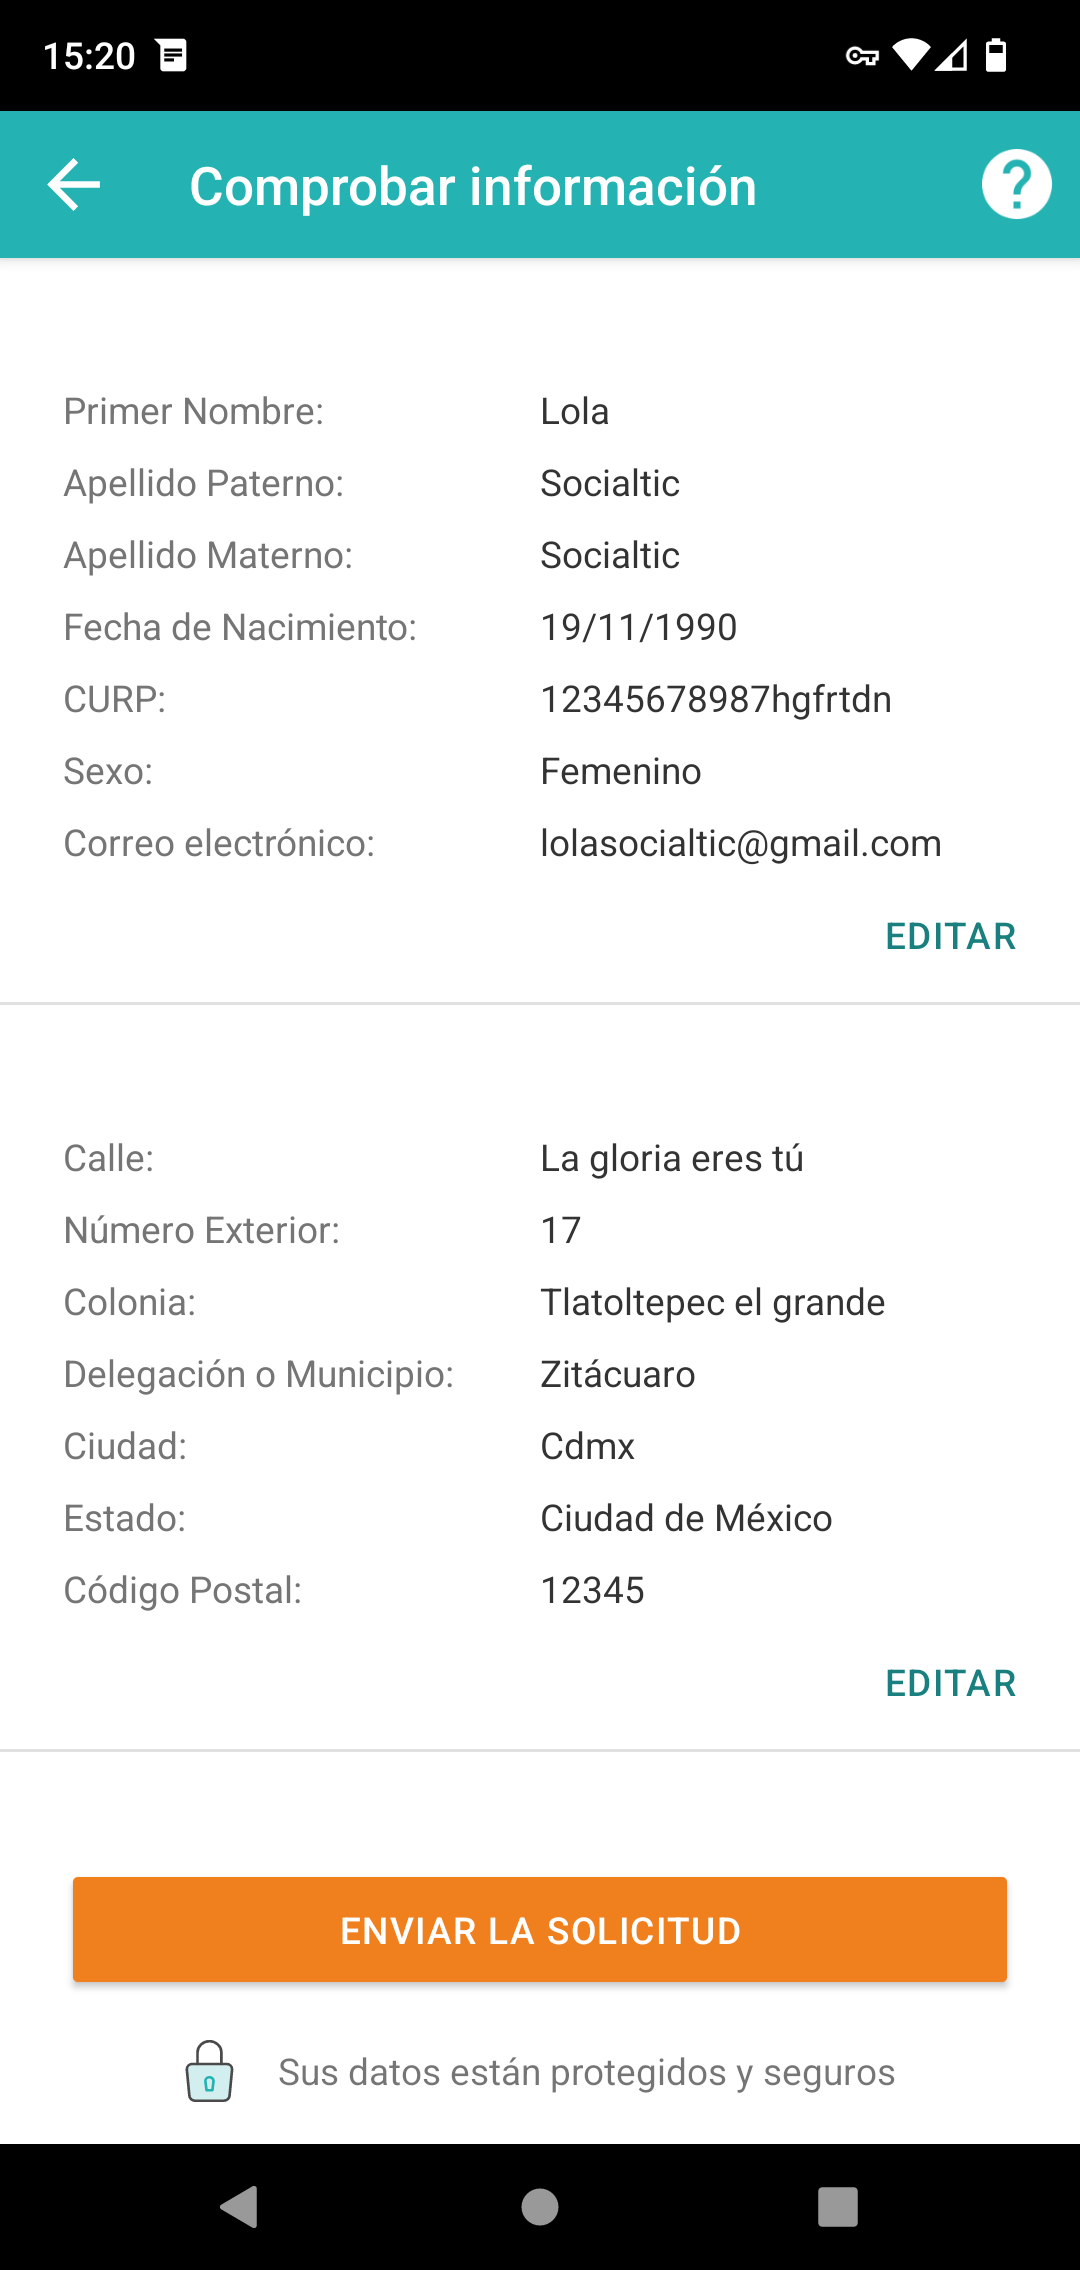 15:20
Comprobar información
Primer Nombre: Lola
Apellido Paterno: Socialtic
Apellido Materno: Socialtic
Fecha de Nacimiento: 19/11/1990
CURP: 12345678987hgfrtdn
Sexo: Femenino
Correo electrónico: lolasocialtic@gmail.com
EDITAR
Calle: La gloria eres tú
Número Exterior: 17
Colonia: Tlatoltepec el grande
Delegación o Municipio: Zitácuaro
Ciudad: Cdmx
Estado: Ciudad de México
Código Postal: 12345
EDITAR
ENVIAR LA SOLICITUD
Sus datos están protegidos y seguros